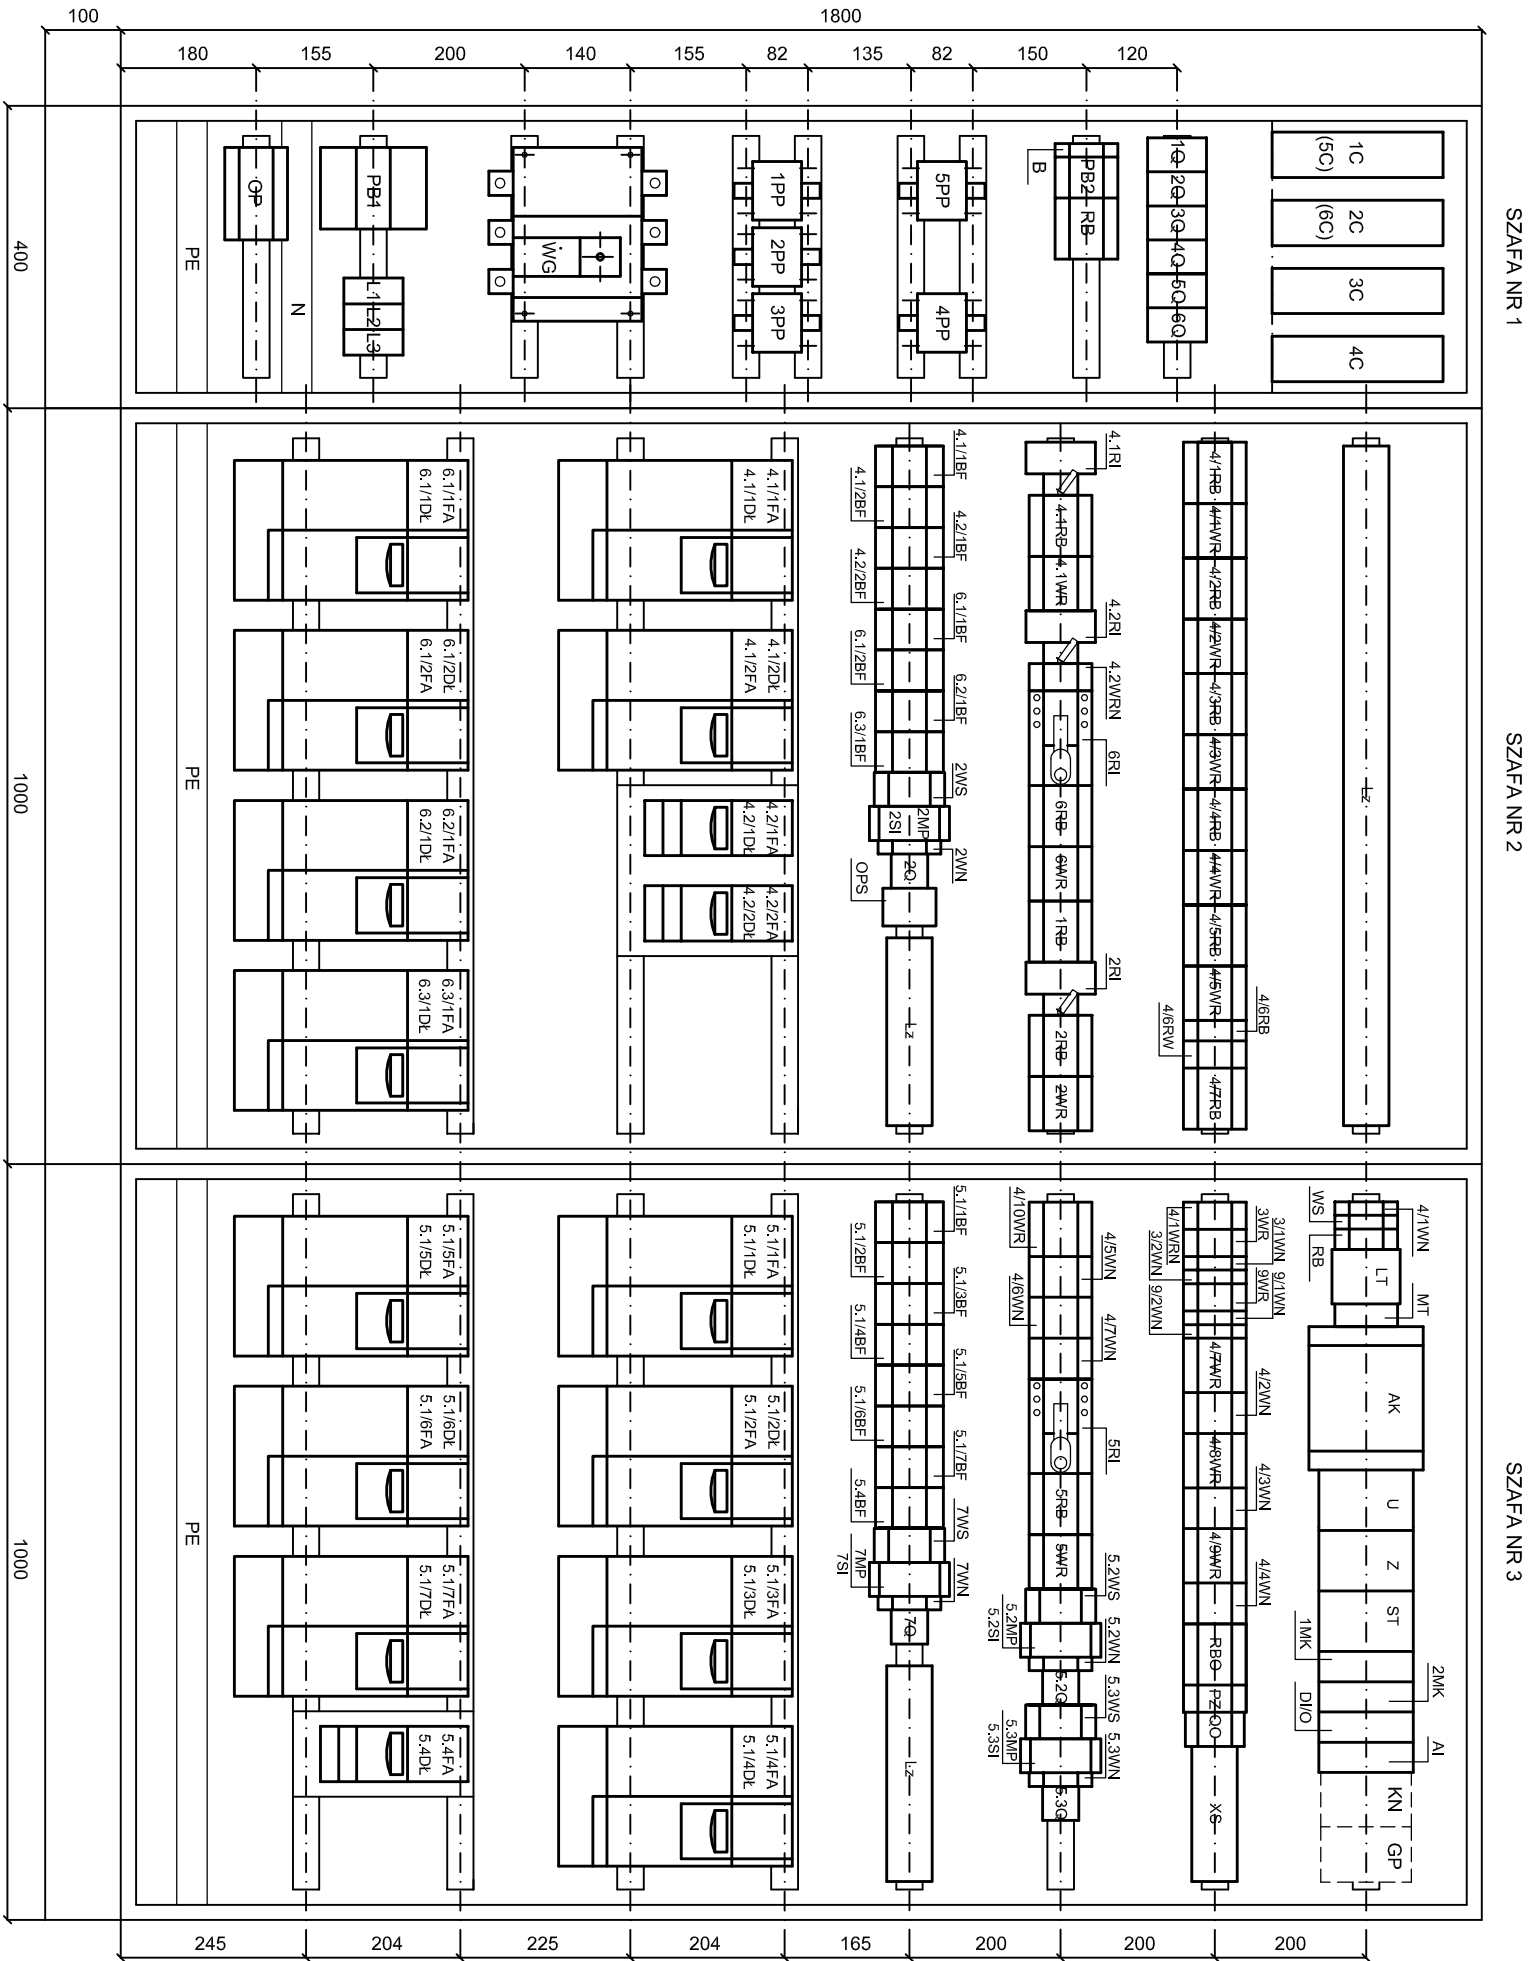 SZAFA NR 1
SZAFA NR 2
SZAFA NR 3
100
1800
180
155
200
140
155
82
135
82
150
120
400
1000
1000
245
204
225
204
165
200
200
200
1C
(5C)
2C
(6C)
3C
4C
1Q
2Q
3Q
4Q
5Q
6Q
B
PB2
RB
5PP
4PP
1PP
2PP
3PP
WG
PB1
L1
L2
L3
OP
N
PE
Lz
4/1RB
4/1WR
4/2RB
4/2WR
4/3RB
4/3WR
4/4RB
4/4WR
4/5RB
4/5WR
4/6RB
4/6RW
4/7RB
4.1RI
4.1RB
4.1WR
4.2RI
4.2WRN
6RI
6RB
6WR
1RB
2RI
2RB
2WR
4.1/1BF
4.1/2BF
4.2/1BF
4.2/2BF
6.1/1BF
6.1/2BF
6.2/1BF
6.3/1BF
2WS
2MP
2SI
2WN
2Q
OPS
Lz
4.1/1FA
4.1/1DŁ
4.1/2DŁ
4.1/2FA
4.2/1FA
4.2/1DŁ
4.2/2FA
4.2/2DŁ
6.1/1FA
6.1/1DŁ
6.1/2DŁ
6.1/2FA
6.2/1FA
6.2/1DŁ
6.3/1FA
6.3/1DŁ
PE
4/1WN
WS
RB
LT
MT
AK
U
Z
ST
1MK
2MK
DI/O
AI
KN
GP
4/1WRN
3WR
3/1WN
3/2WN
9WR
9/1WN
9/2WN
4/7WR
4/2WN
4/8WR
4/3WN
4/9WR
4/4WN
RBO
PZ
QO
XS
4/10WR
4/5WN
4/6WN
4/7WN
5RI
5RB
5WR
5.2WS
5.2MP
5.2SI
5.2WN
5.2Q
5.3WS
5.3MP
5.3SI
5.3WN
5.3Q
5.1/1BF
5.1/2BF
5.1/3BF
5.1/4BF
5.1/5BF
5.1/6BF
5.1/7BF
5.4BF
7WS
7MP
7SI
7WN
7Q
Lz
5.1/1FA
5.1/1DŁ
5.1/2DŁ
5.1/2FA
5.1/3FA
5.1/3DŁ
5.1/4FA
5.1/4DŁ
5.1/5FA
5.1/5DŁ
5.1/6DŁ
5.1/6FA
5.1/7FA
5.1/7DŁ
5.4FA
5.4DŁ
PE